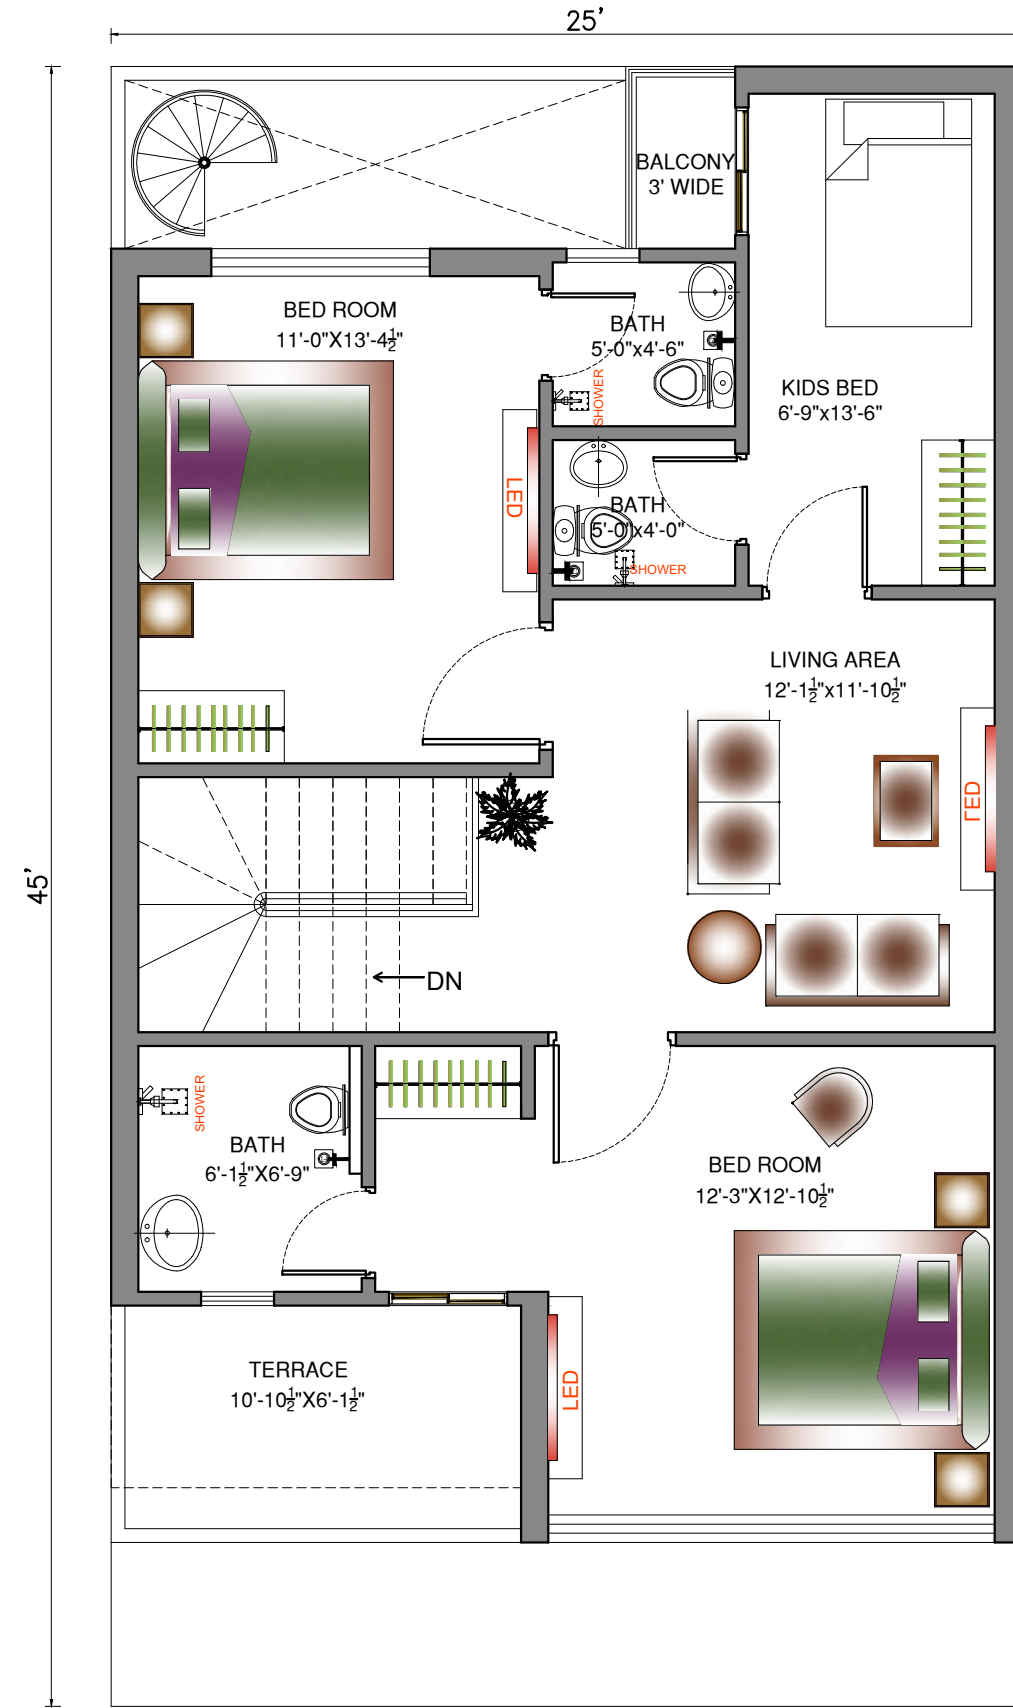 25'
BALCONY
3' WIDE
BED ROOM
11'-0"X13'-4½"
BATH
5'-0"x4'-6"
SHOWER
KIDS BED
6'-9"x13'-6"
LED
BATH
5'-0"x4'-0"
SHOWER
LIVING AREA
12'-1½"x11'-10½"
LED
45'
DN
SHOWER
BATH
6'-1½"X6'-9"
BED ROOM
12'-3"X12'-10½"
TERRACE
10'-10½"X6'-1½"
LED